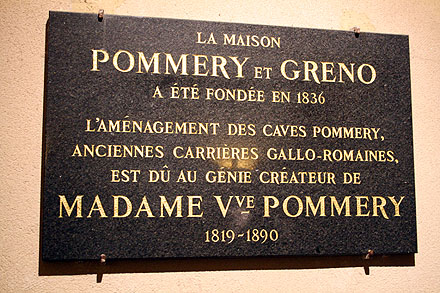 LA MAISON
POMMERY ET GRENO
A ÉTÉ FONDÉE EN 1836
L'AMÉNAGEMENT DES CAVES POMMERY,
ANCIENNES CARRIÈRES GALLO-ROMAINES,
EST DÛ AU GÉNIE CRÉATEUR DE
MADAME VVE POMMERY
1819-1890